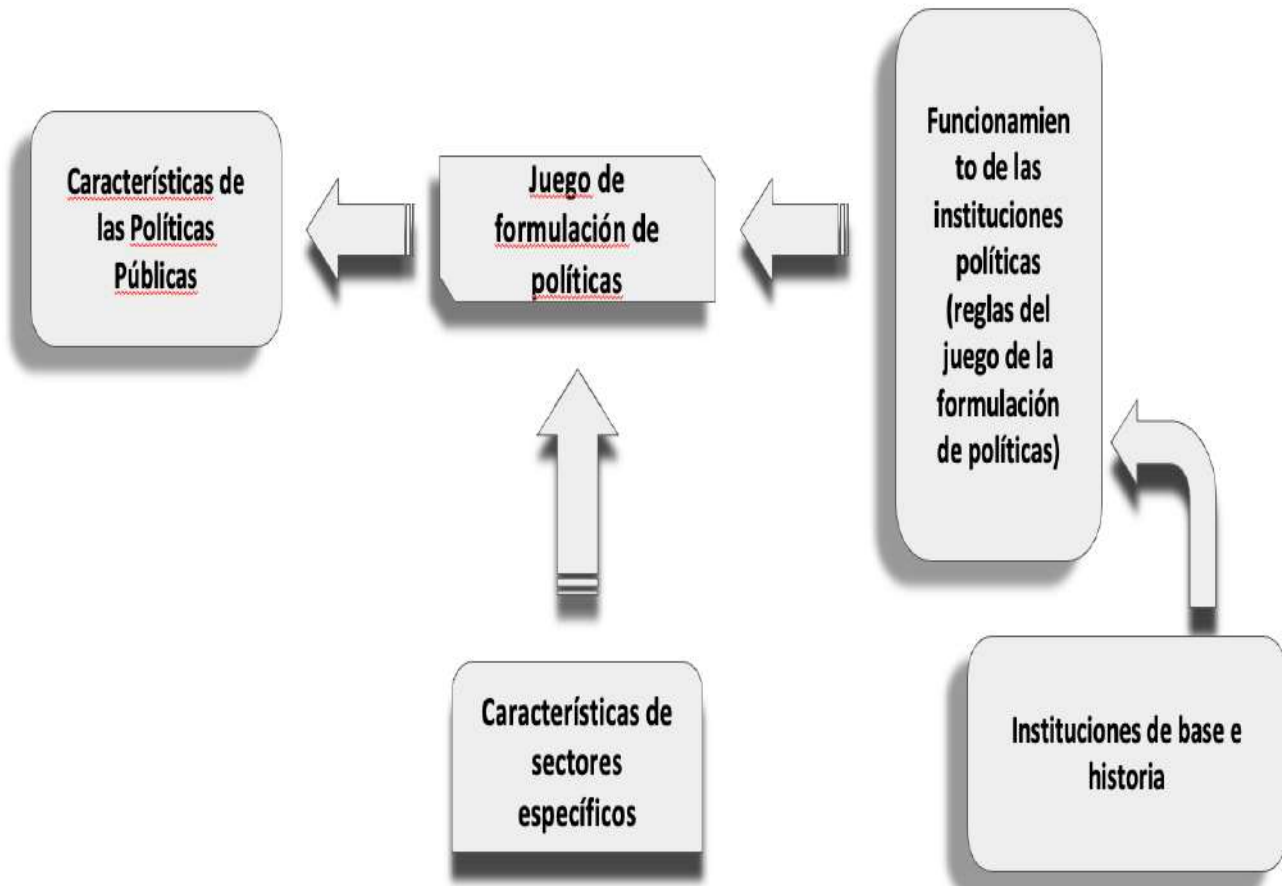 Características de
las Políticas
Públicas
Juego de
formulación de
políticas
Funcionamien
to de las
instituciones
políticas
(reglas del
juego de la
formulación
de políticas)
Características de
sectores
específicos
Instituciones de base e
historia